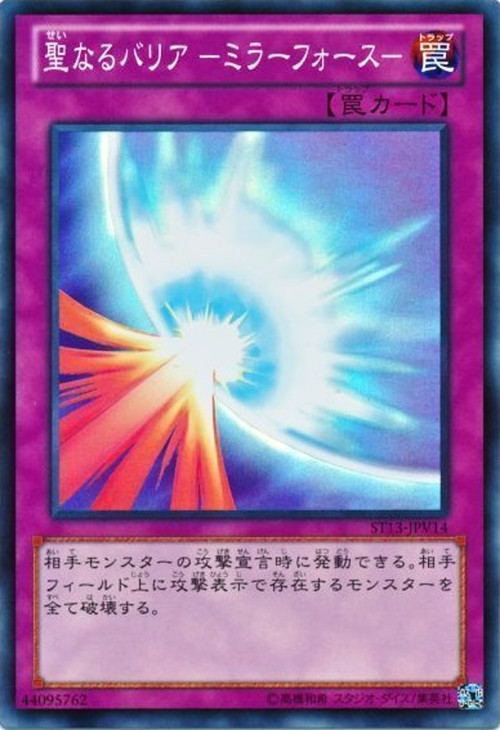 聖なるバリア －ミラーフォース－ 罠
【罠カード】
ST13-JPV14
相手モンスターの攻撃宣言時に発動できる。相手
フィールド上に攻撃表示で存在するモンスターを
全て破壊する。
44095762 ©高橋和希 スタジオ・ダイス/集英社